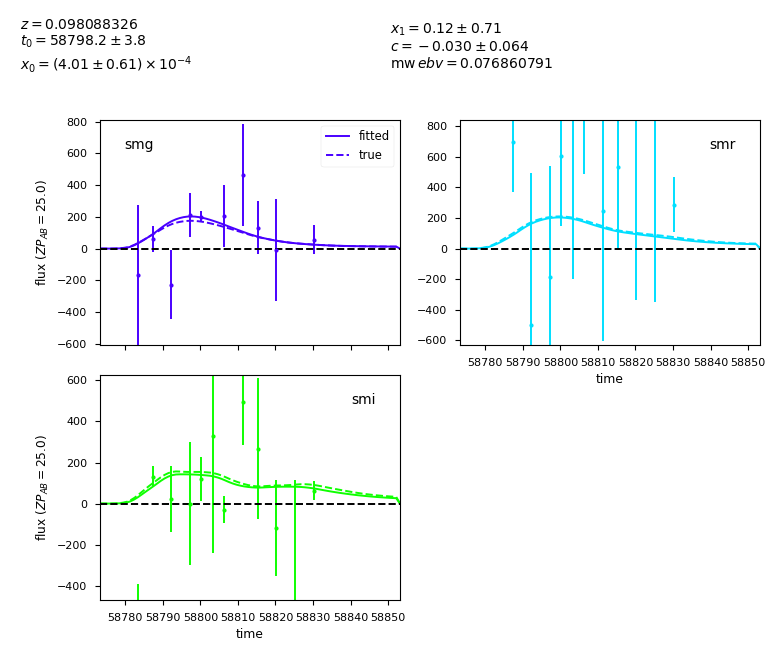 z = 0.098088326
t₀ = 58798.2 ± 3.8
x₀ = (4.01 ± 0.61) × 10⁻⁴
x₁ = 0.12 ± 0.71
c = −0.030 ± 0.064
mw ebv = 0.076860791
smg
fitted
true
800
600
400
200
0
−200
−400
−600
flux (ZP_AB = 25.0)
smr
800
600
400
200
0
−200
−400
−600
58780 58790 58800 58810 58820 58830 58840 58850
time
smi
600
400
200
0
−200
−400
flux (ZP_AB = 25.0)
58780 58790 58800 58810 58820 58830 58840 58850
time